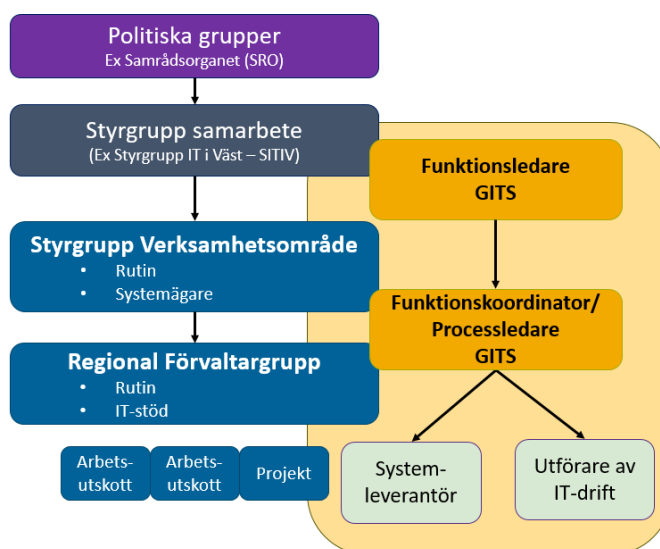 Politiska grupper
Ex Samrådsorganet (SRO)
Styrgrupp samarbete
(Ex Styrgrupp IT i Väst – SITIV)
Styrgrupp Verksamhetsområde
• Rutin
• Systemägare
Regional Förvaltargrupp
• Rutin
• IT-stöd
Arbets-
utskott
Arbets-
utskott
Projekt
Funktionsledare
GITS
Funktionskoordinator/
Processledare
GITS
System-
leverantör
Utförare av
IT-drift